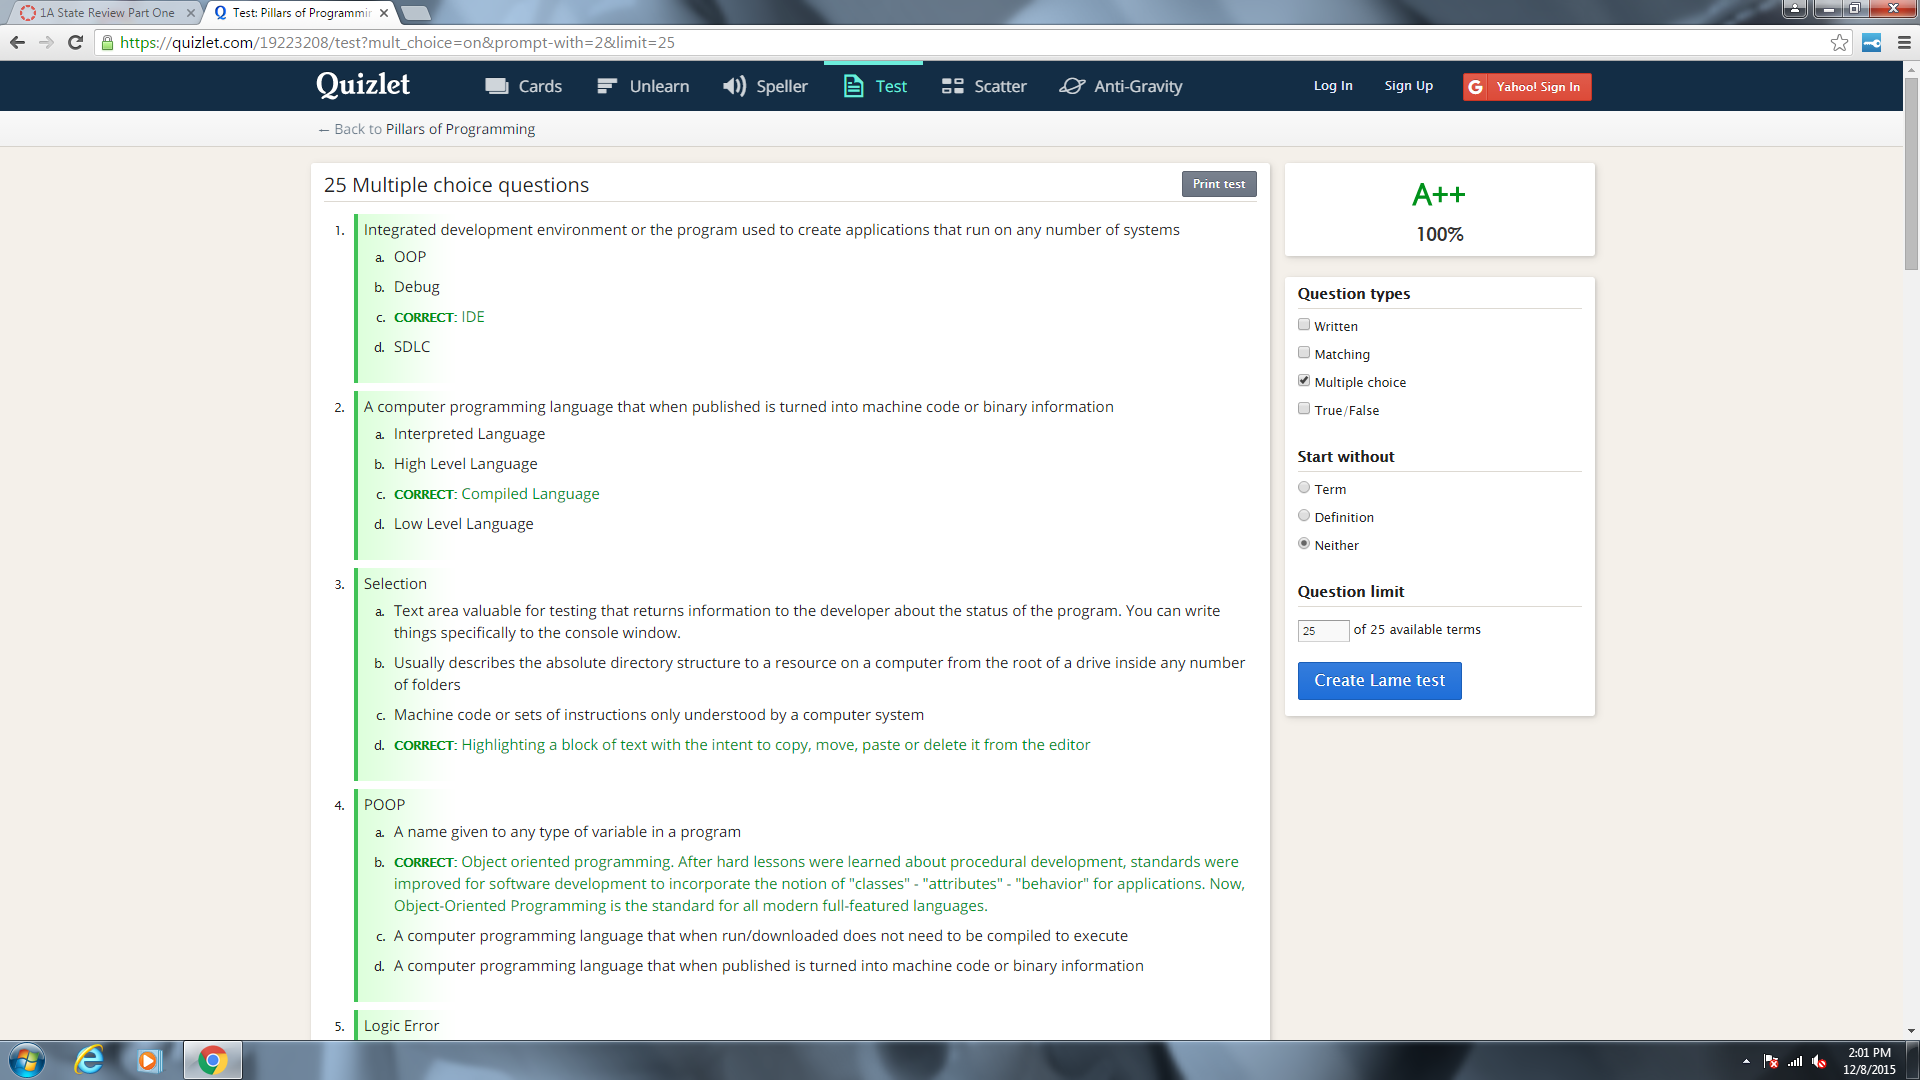 1A State Review Part One
Test: Pillars of Programmin
https://quizlet.com/19223208/test?mult_choice=on&prompt-with=2&limit=25
Quizlet
Cards
Unlearn
Speller
Test
Scatter
Anti-Gravity
Log In
Sign Up
G Yahoo! Sign In
← Back to Pillars of Programming
25 Multiple choice questions
Print test
1. Integrated development environment or the program used to create applications that run on any number of systems
a. OOP
b. Debug
c. CORRECT: IDE
d. SDLC
2. A computer programming language that when published is turned into machine code or binary information
a. Interpreted Language
b. High Level Language
c. CORRECT: Compiled Language
d. Low Level Language
3. Selection
a. Text area valuable for testing that returns information to the developer about the status of the program. You can write
things specifically to the console window.
b. Usually describes the absolute directory structure to a resource on a computer from the root of a drive inside any number
of folders
c. Machine code or sets of instructions only understood by a computer system
d. CORRECT: Highlighting a block of text with the intent to copy, move, paste or delete it from the editor
4. POOP
a. A name given to any type of variable in a program
b. CORRECT: Object oriented programming. After hard lessons were learned about procedural development, standards were
improved for software development to incorporate the notion of "classes" - "attributes" - "behavior" for applications. Now,
Object-Oriented Programming is the standard for all modern full-featured languages.
c. A computer programming language that when run/downloaded does not need to be compiled to execute
d. A computer programming language that when published is turned into machine code or binary information
5. Logic Error
A++
100%
Question types
Written
Matching
Multiple choice
True/False
Start without
Term
Definition
Neither
Question limit
25 of 25 available terms
Create Lame test
2:01 PM
12/8/2015